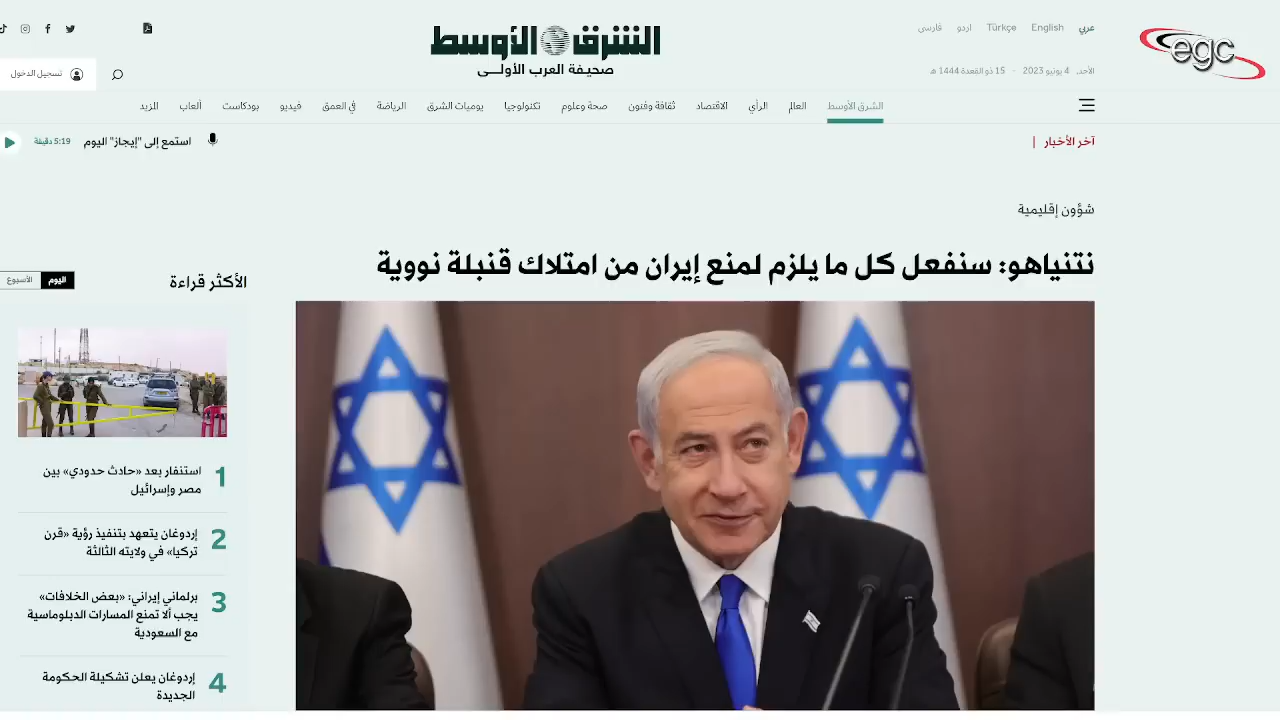 عربي English Türkçe اردو فارسى
egc
الشرق الأوسط
صحيفة العرب الأولى
الأحد, 4 يونيو 2023 - 15 ذو القعدة 1444 هـ
تسجيل الدخول
الشرق الأوسط العالم الرأي الاقتصاد ثقافة وفنون صحة وعلوم تكنولوجيا يوميات الشرق الرياضة في العمق فيديو بودكاست ألعاب المزيد
آخر الأخبار |
استمع إلى "إيجاز" اليوم 5:19 دقيقة
شؤون إقليمية
نتنياهو: سنفعل كل ما يلزم لمنع إيران من امتلاك قنبلة نووية
الأكثر قراءة
اليوم الأسبوع
1 استنفار بعد «حادث حدودي» بين
مصر وإسرائيل
2 إردوغان يتعهد بتنفيذ رؤية «قرن
تركيا» في ولايته الثالثة
3 برلماني إيراني: «بعض الخلافات»
يجب ألا تمنع المسارات الدبلوماسية
مع السعودية
4 إردوغان يعلن تشكيلة الحكومة
الجديدة